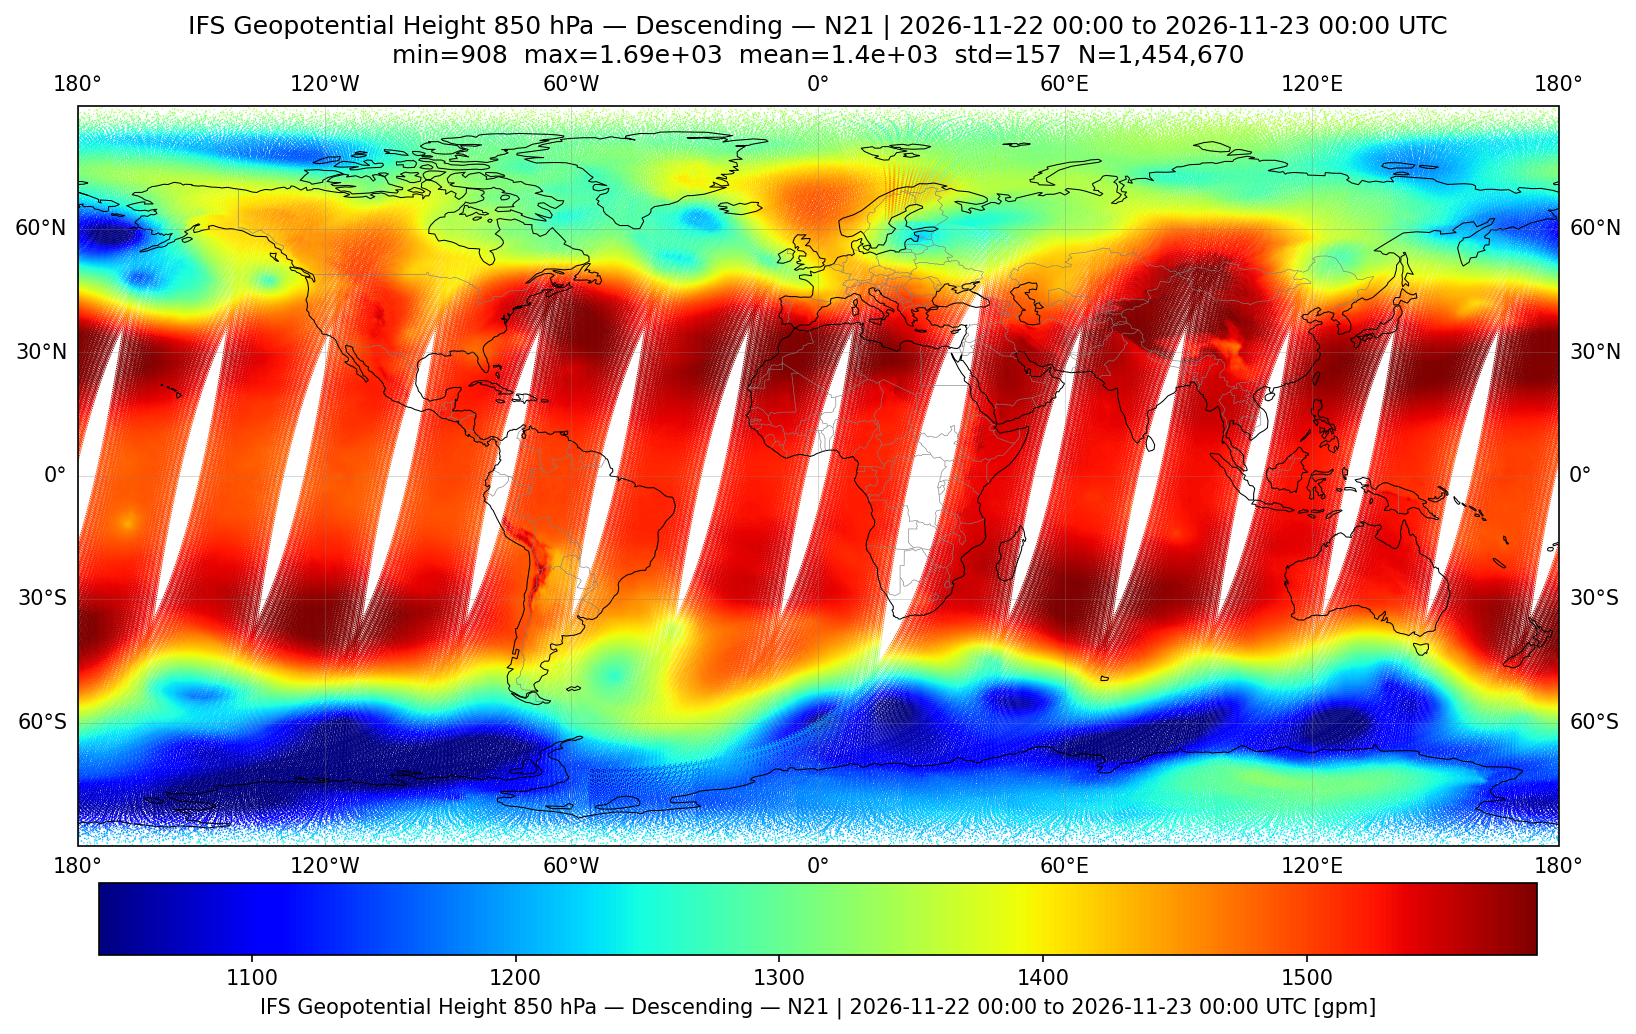 IFS Geopotential Height 850 hPa — Descending — N21 | 2026-11-22 00:00 to 2026-11-23 00:00 UTC
min=908 max=1.69e+03 mean=1.4e+03 std=157 N=1,454,670
180° 120°W 60°W 0° 60°E 120°E 180°
60°N 60°N
30°N 30°N
0° 0°
30°S 30°S
60°S 60°S
180° 120°W 60°W 0° 60°E 120°E 180°
1100 1200 1300 1400 1500
IFS Geopotential Height 850 hPa — Descending — N21 | 2026-11-22 00:00 to 2026-11-23 00:00 UTC [gpm]